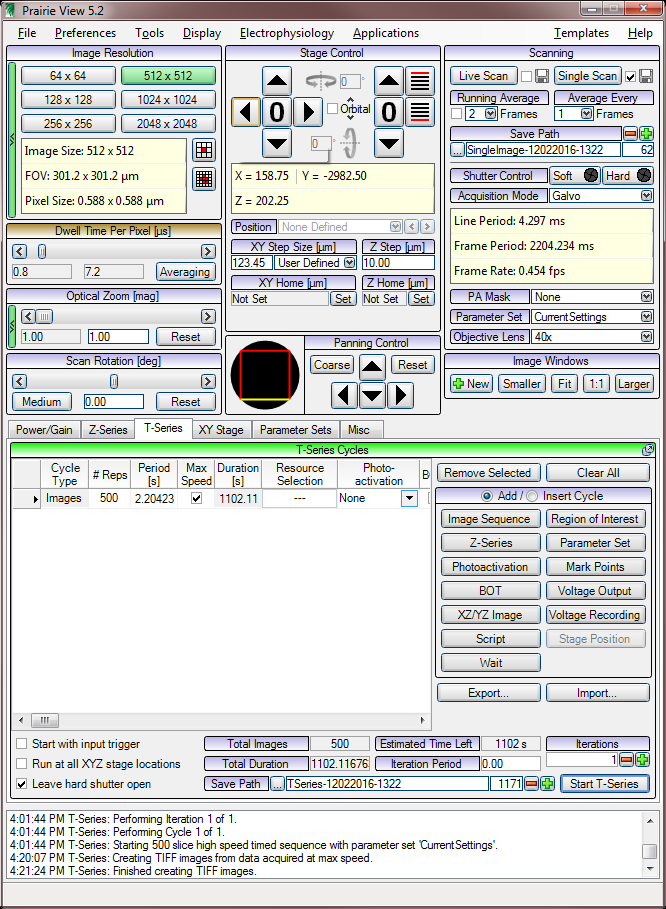 Prairie View 5.2
File Preferences Tools Display Electrophysiology Applications Templates Help
Image Resolution
64 x 64 512 x 512
128 x 128 1024 x 1024
256 x 256 2048 x 2048
Image Size: 512 x 512
FOV: 301.2 x 301.2 µm
Pixel Size: 0.588 x 0.588 µm
Dwell Time Per Pixel [µs]
0.8 7.2 Averaging
Optical Zoom [mag]
1.00 1.00 Reset
Scan Rotation [deg]
Medium 0.00 Reset
Stage Control
0 0° Orbital 0
0°
X = 158.75 Y = -2982.50
Z = 202.25
Position None Defined
XY Step Size [µm] Z Step [µm]
123.45 User Defined 10.00
XY Home [µm] Z Home [µm]
Not Set Set Not Set Set
Panning Control
Coarse Reset
Scanning
Live Scan Single Scan
Running Average Average Every
2 Frames 1 Frames
Save Path
... SingleImage-12022016-1322 62
Shutter Control Soft Hard
Acquisition Mode Galvo
Line Period: 4.297 ms
Frame Period: 2204.234 ms
Frame Rate: 0.454 fps
PA Mask None
Parameter Set CurrentSettings
Objective Lens 40x
Image Windows
New Smaller Fit 1:1 Larger
Power/Gain Z-Series T-Series XY Stage Parameter Sets Misc
T-Series Cycles
Cycle Type # Reps Period [s] Max Speed Duration [s] Resource Selection Photo-activation
Images 500 2.20423 1102.11 --- None
Remove Selected Clear All
Add / Insert Cycle
Image Sequence Region of Interest
Z-Series Parameter Set
Photoactivation Mark Points
BOT Voltage Output
XZ/YZ Image Voltage Recording
Script Stage Position
Wait
Export... Import...
Start with input trigger Total Images 500 Estimated Time Left 1102 s Iterations
Run at all XYZ stage locations Total Duration 1102.11676 Iteration Period 0.00 1
Leave hard shutter open Save Path ... TSeries-12022016-1322 1171 Start T-Series
4:01:44 PM T-Series: Performing Iteration 1 of 1.
4:01:44 PM T-Series: Performing Cycle 1 of 1.
4:01:44 PM T-Series: Starting 500 slice high speed timed sequence with parameter set 'CurrentSettings'.
4:20:07 PM T-Series: Creating TIFF images from data acquired at max speed.
4:21:24 PM T-Series: Finished creating TIFF images.